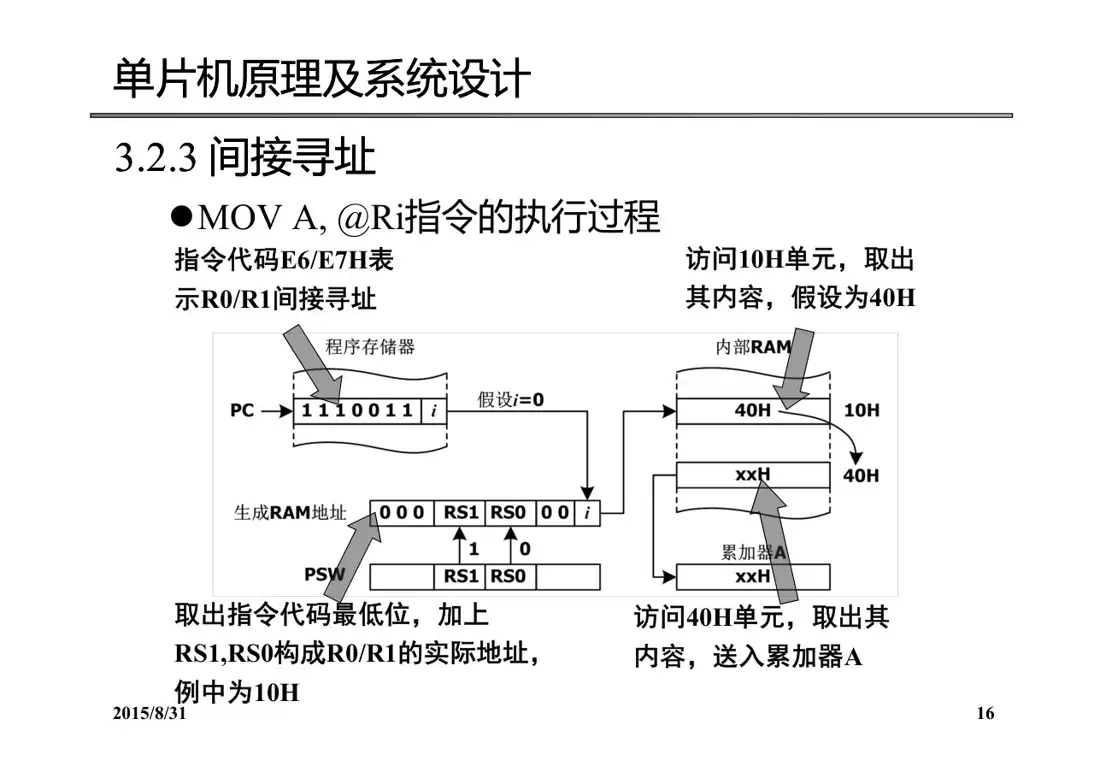 单片机原理及系统设计
3.2.3 间接寻址
●MOV A, @Ri指令的执行过程
指令代码E6/E7H表
示R0/R1间接寻址
访问10H单元，取出
其内容，假设为40H
程序存储器
内部RAM
PC
1 1 1 0 0 1 1 i
假设i=0
40H
10H
xxH
40H
生成RAM地址
0 0 0 RS1 RS0 0 0 i
1 0
累加器A
PSW
RS1 RS0
xxH
取出指令代码最低位，加上
RS1,RS0构成R0/R1的实际地址，
例中为10H
访问40H单元，取出其
内容，送入累加器A
2015/8/31
16